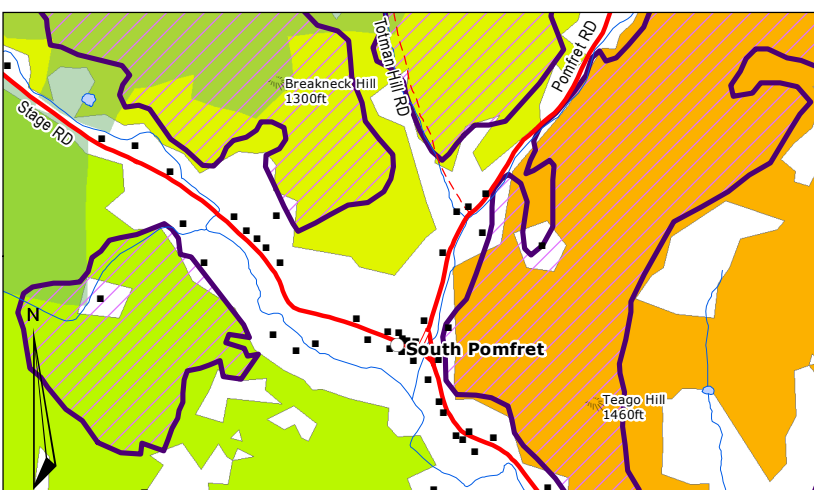 Totman Hill RD
Pomfret RD
Breakneck Hill
1300ft
Stage RD
N
South Pomfret
Teago Hill
1460ft